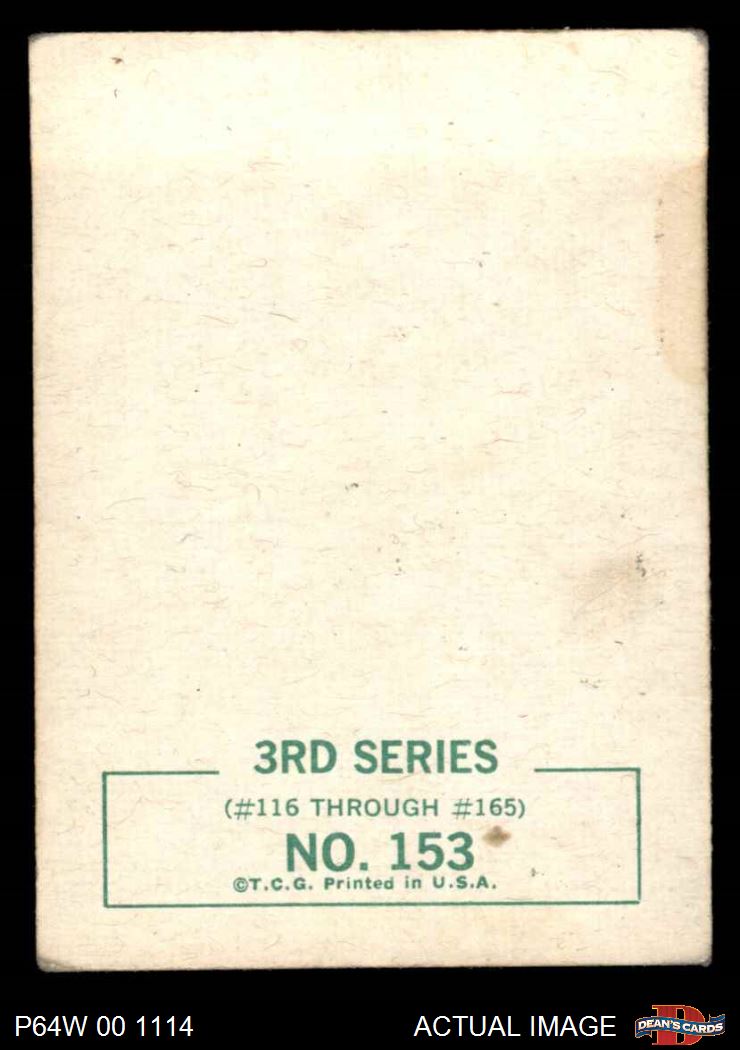 3RD SERIES
(#116 THROUGH #165)
NO. 153
©T.C.G. Printed in U.S.A.
P64W 00 1114
ACTUAL IMAGE
D
DEAN'S CARDS